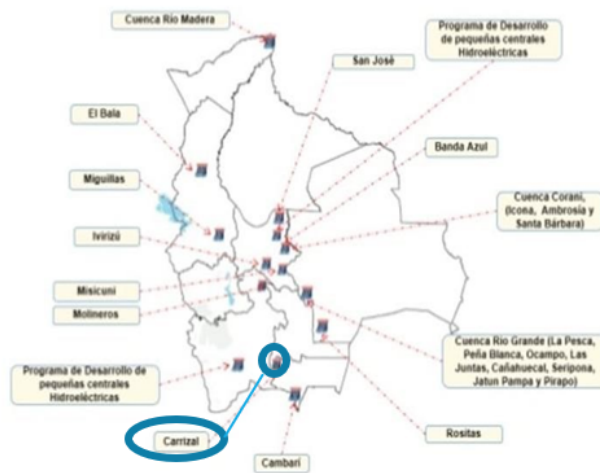 Cuenca Río Madera
Programa de Desarrollo
de pequeñas centrales
Hidroeléctricas
San José
El Bala
Banda Azul
Miguillas
Cuenca Corani,
(Icona, Ambrosía y
Santa Bárbara)
Ivirizú
Misicuni
Molineros
Cuenca Río Grande (La Pesca,
Peña Blanca, Ocampo, Las
Juntas, Cañahuecal, Seripona,
Jatun Pampa y Pirapo)
Programa de Desarrollo de
pequeñas centrales
Hidroeléctricas
Carrizal
Rositas
Cambarí